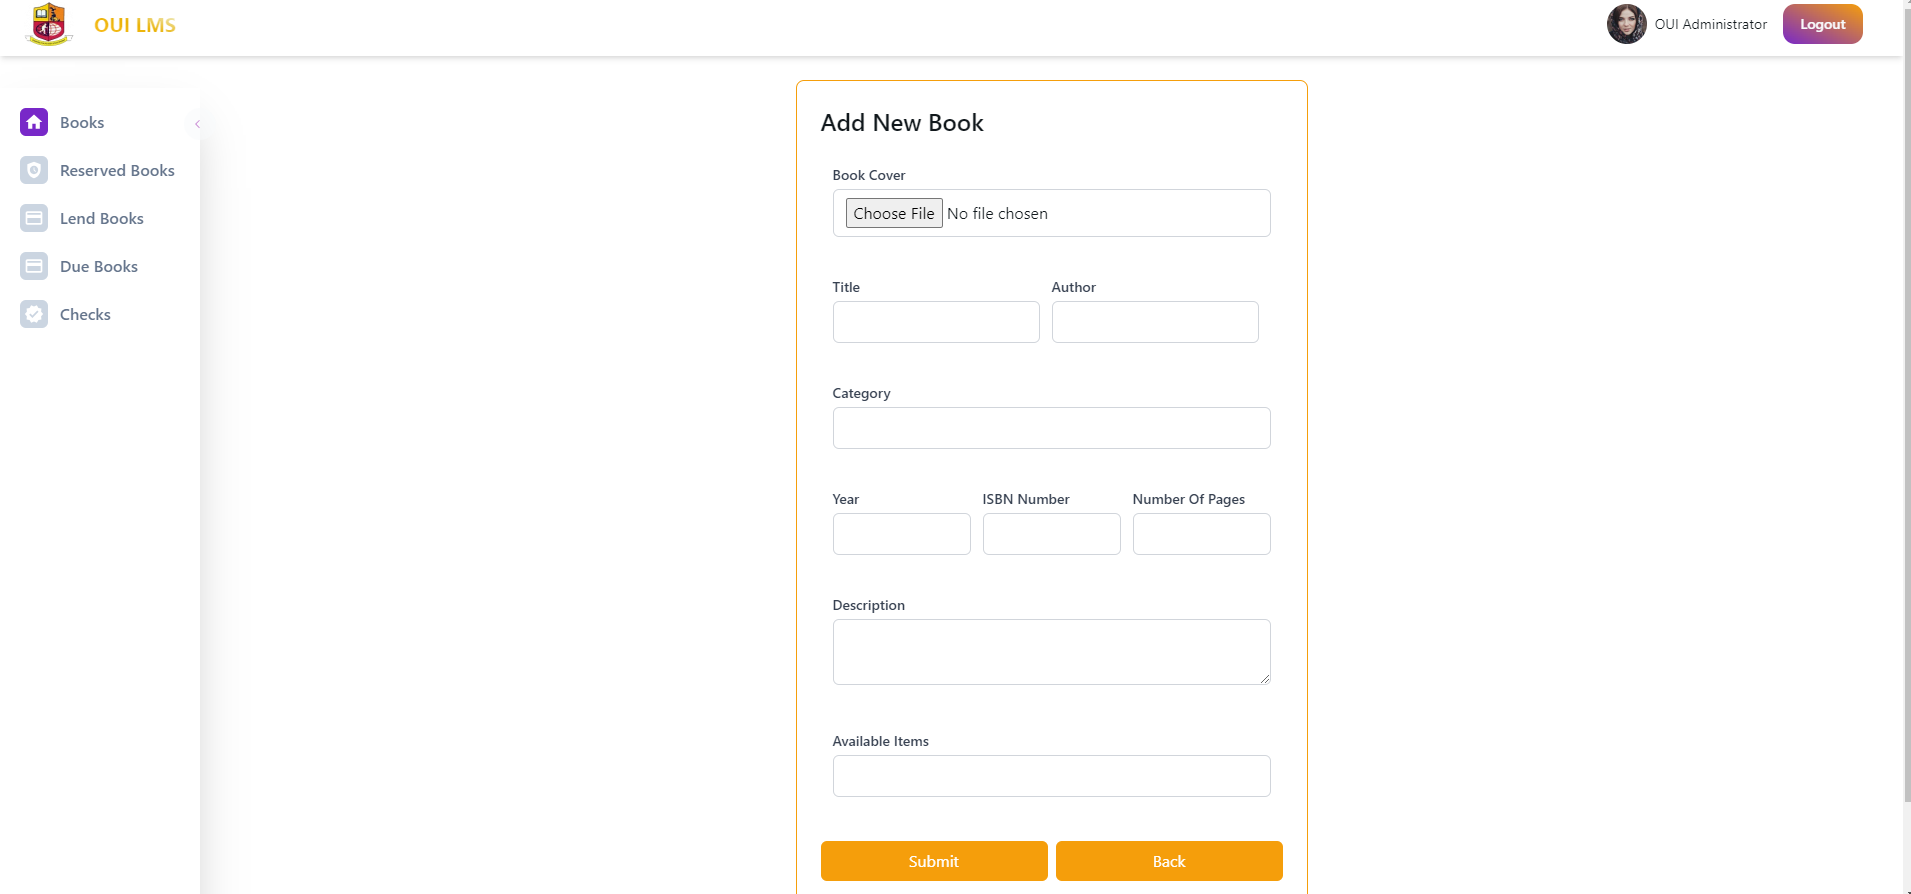 OUI LMS
OUI Administrator
Logout
Books
Reserved Books
Lend Books
Due Books
Checks
Add New Book
Book Cover
Choose File No file chosen
Title Author
Category
Year ISBN Number Number Of Pages
Description
Available Items
Submit Back